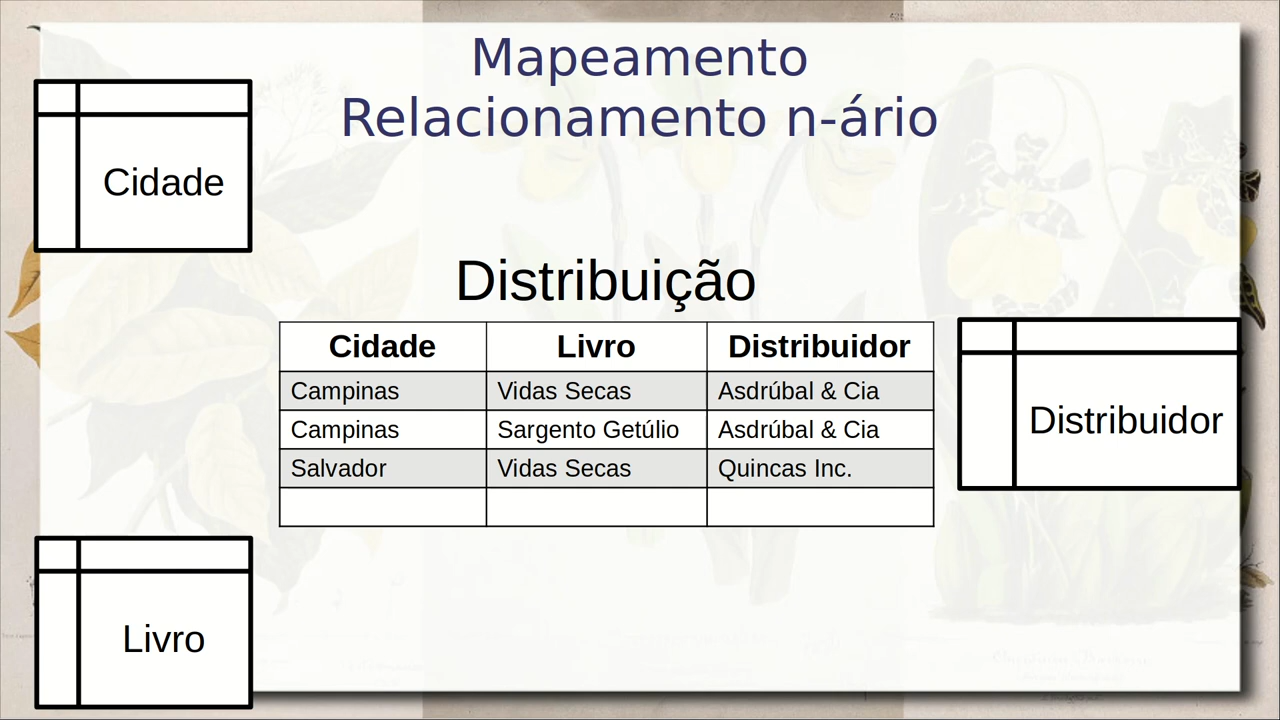 Mapeamento
Relacionamento n-ário
Cidade
Distribuição
Cidade Livro Distribuidor
Campinas Vidas Secas Asdrúbal & Cia
Campinas Sargento Getúlio Asdrúbal & Cia
Salvador Vidas Secas Quincas Inc.
Distribuidor
Livro